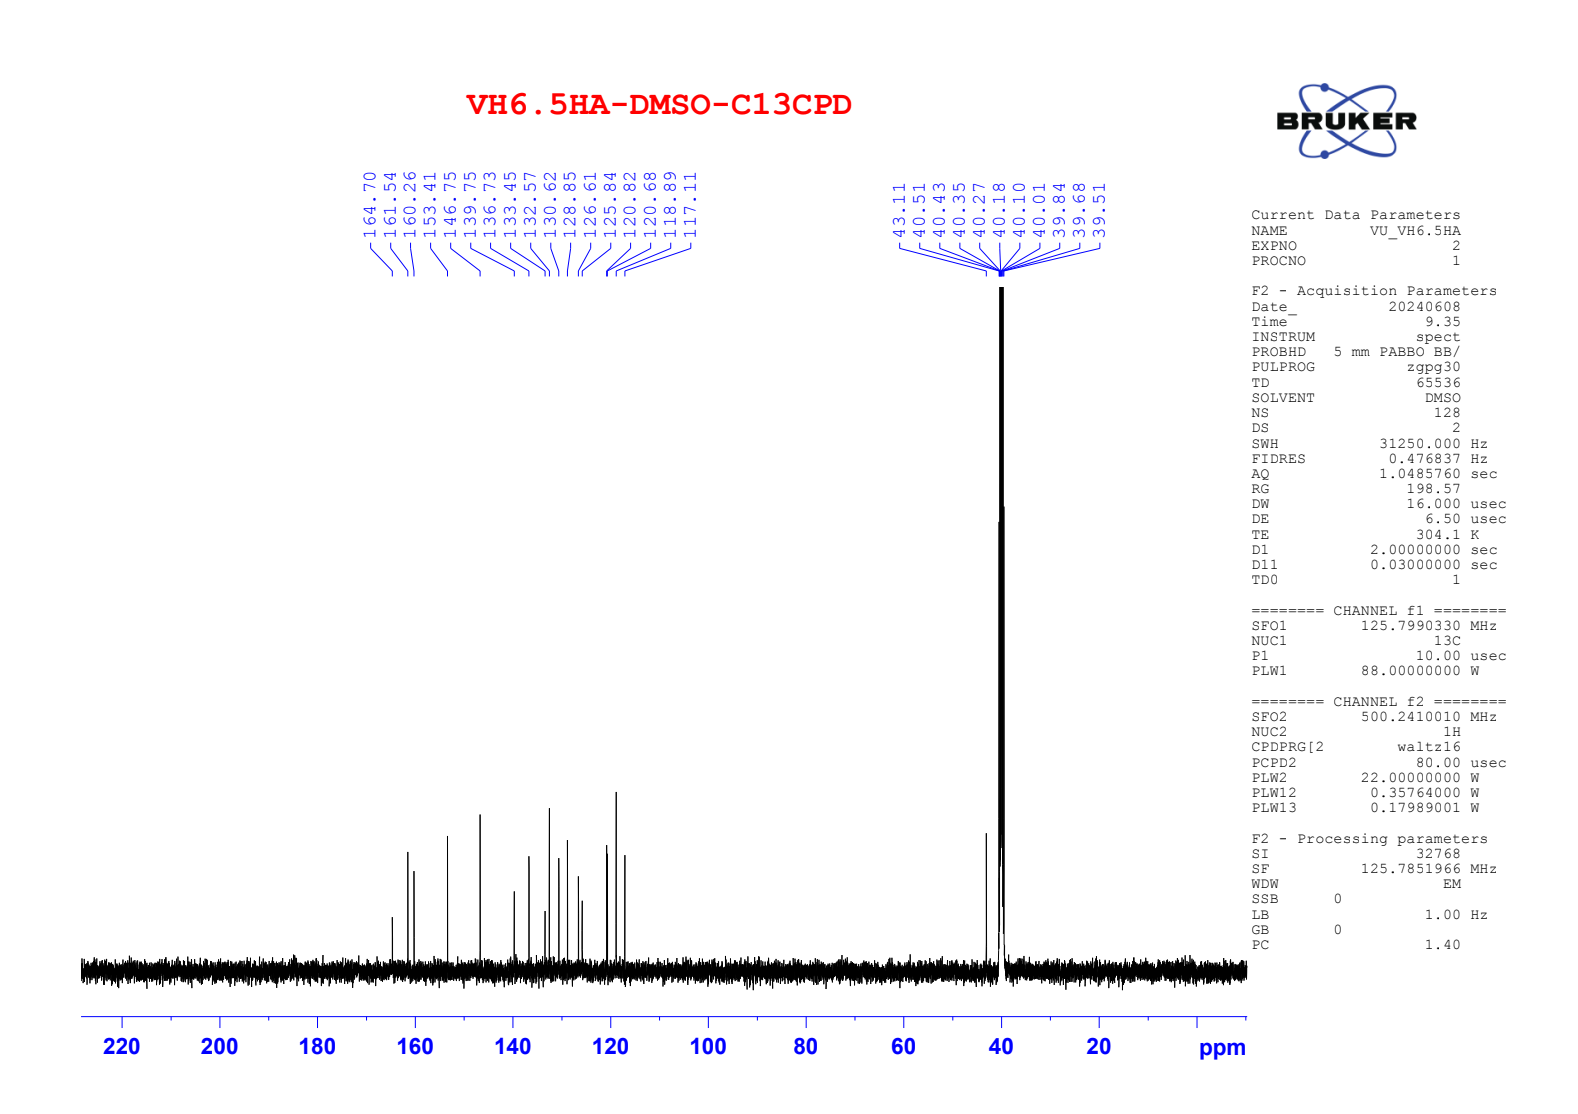 VH6.5HA-DMSO-C13CPD
BRUKER
164.70
161.54
160.26
153.41
146.75
139.75
136.73
133.45
132.57
130.62
128.85
126.61
125.84
120.82
120.68
118.89
117.11
43.11
40.51
40.43
40.35
40.27
40.18
40.10
40.01
39.84
39.68
39.51
Current Data Parameters
NAME VU_VH6.5HA
EXPNO 2
PROCNO 1
F2 - Acquisition Parameters
Date_ 20240608
Time 9.35
INSTRUM spect
PROBHD 5 mm PABBO BB/
PULPROG zgpg30
TD 65536
SOLVENT DMSO
NS 128
DS 2
SWH 31250.000 Hz
FIDRES 0.476837 Hz
AQ 1.0485760 sec
RG 198.57
DW 16.000 usec
DE 6.50 usec
TE 304.1 K
D1 2.00000000 sec
D11 0.03000000 sec
TD0 1
======== CHANNEL f1 ========
SFO1 125.7990330 MHz
NUC1 13C
P1 10.00 usec
PLW1 88.00000000 W
======== CHANNEL f2 ========
SFO2 500.2410010 MHz
NUC2 1H
CPDPRG[2 waltz16
PCPD2 80.00 usec
PLW2 22.00000000 W
PLW12 0.35764000 W
PLW13 0.17989001 W
F2 - Processing parameters
SI 32768
SF 125.7851966 MHz
WDW EM
SSB 0
LB 1.00 Hz
GB 0
PC 1.40
220 200 180 160 140 120 100 80 60 40 20 ppm